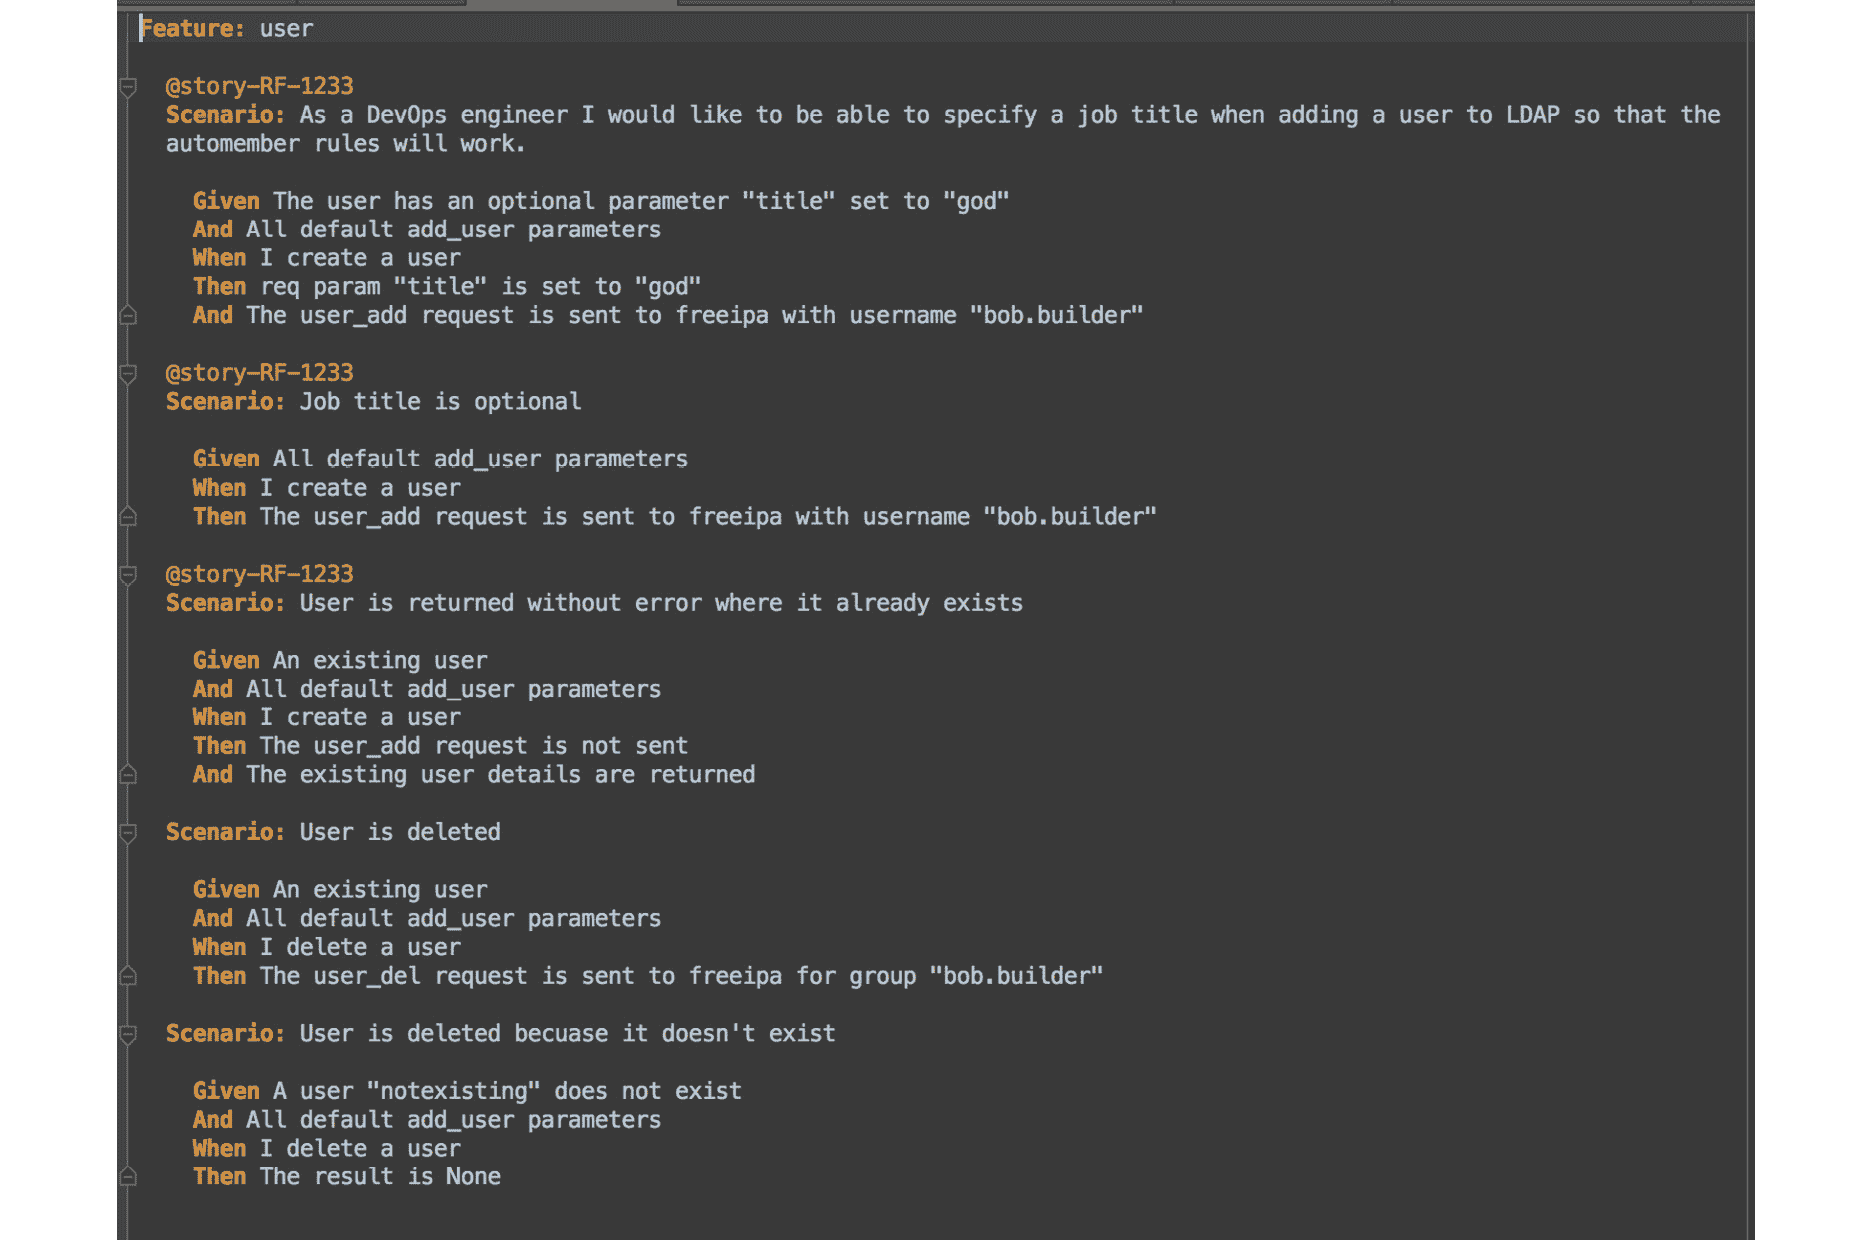 Feature: user
@story-RF-1233
Scenario: As a DevOps engineer I would like to be able to specify a job title when adding a user to LDAP so that the
automember rules will work.
Given The user has an optional parameter "title" set to "god"
And All default add_user parameters
When I create a user
Then req param "title" is set to "god"
And The user_add request is sent to freeipa with username "bob.builder"
@story-RF-1233
Scenario: Job title is optional
Given All default add_user parameters
When I create a user
Then The user_add request is sent to freeipa with username "bob.builder"
@story-RF-1233
Scenario: User is returned without error where it already exists
Given An existing user
And All default add_user parameters
When I create a user
Then The user_add request is not sent
And The existing user details are returned
Scenario: User is deleted
Given An existing user
And All default add_user parameters
When I delete a user
Then The user_del request is sent to freeipa for group "bob.builder"
Scenario: User is deleted becuase it doesn't exist
Given A user "notexisting" does not exist
And All default add_user parameters
When I delete a user
Then The result is None